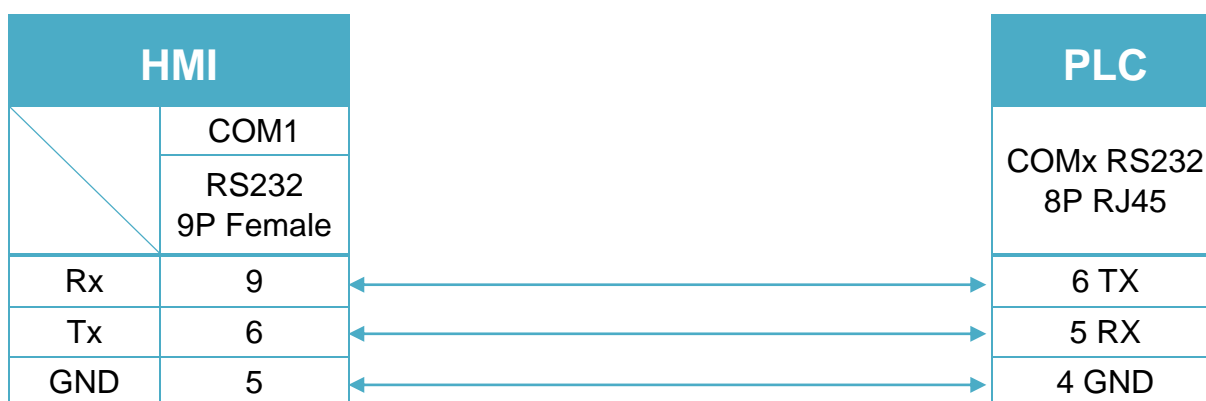 HMI
PLC
COM1
RS232
9P Female
COMx RS232
8P RJ45
Rx 9 6 TX
Tx 6 5 RX
GND 5 4 GND